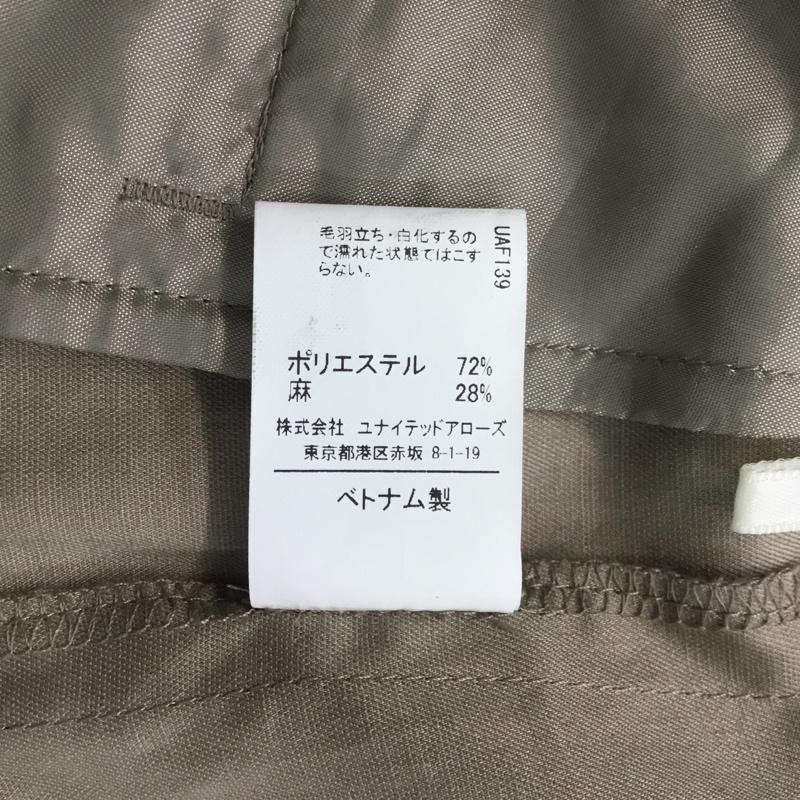 毛羽立ち・白化するの
で濡れた状態ではこす
らない。
UAF139
ポリエステル 72%
麻 28%
株式会社 ユナイテッドアローズ
東京都港区赤坂 8-1-19
ベトナム製